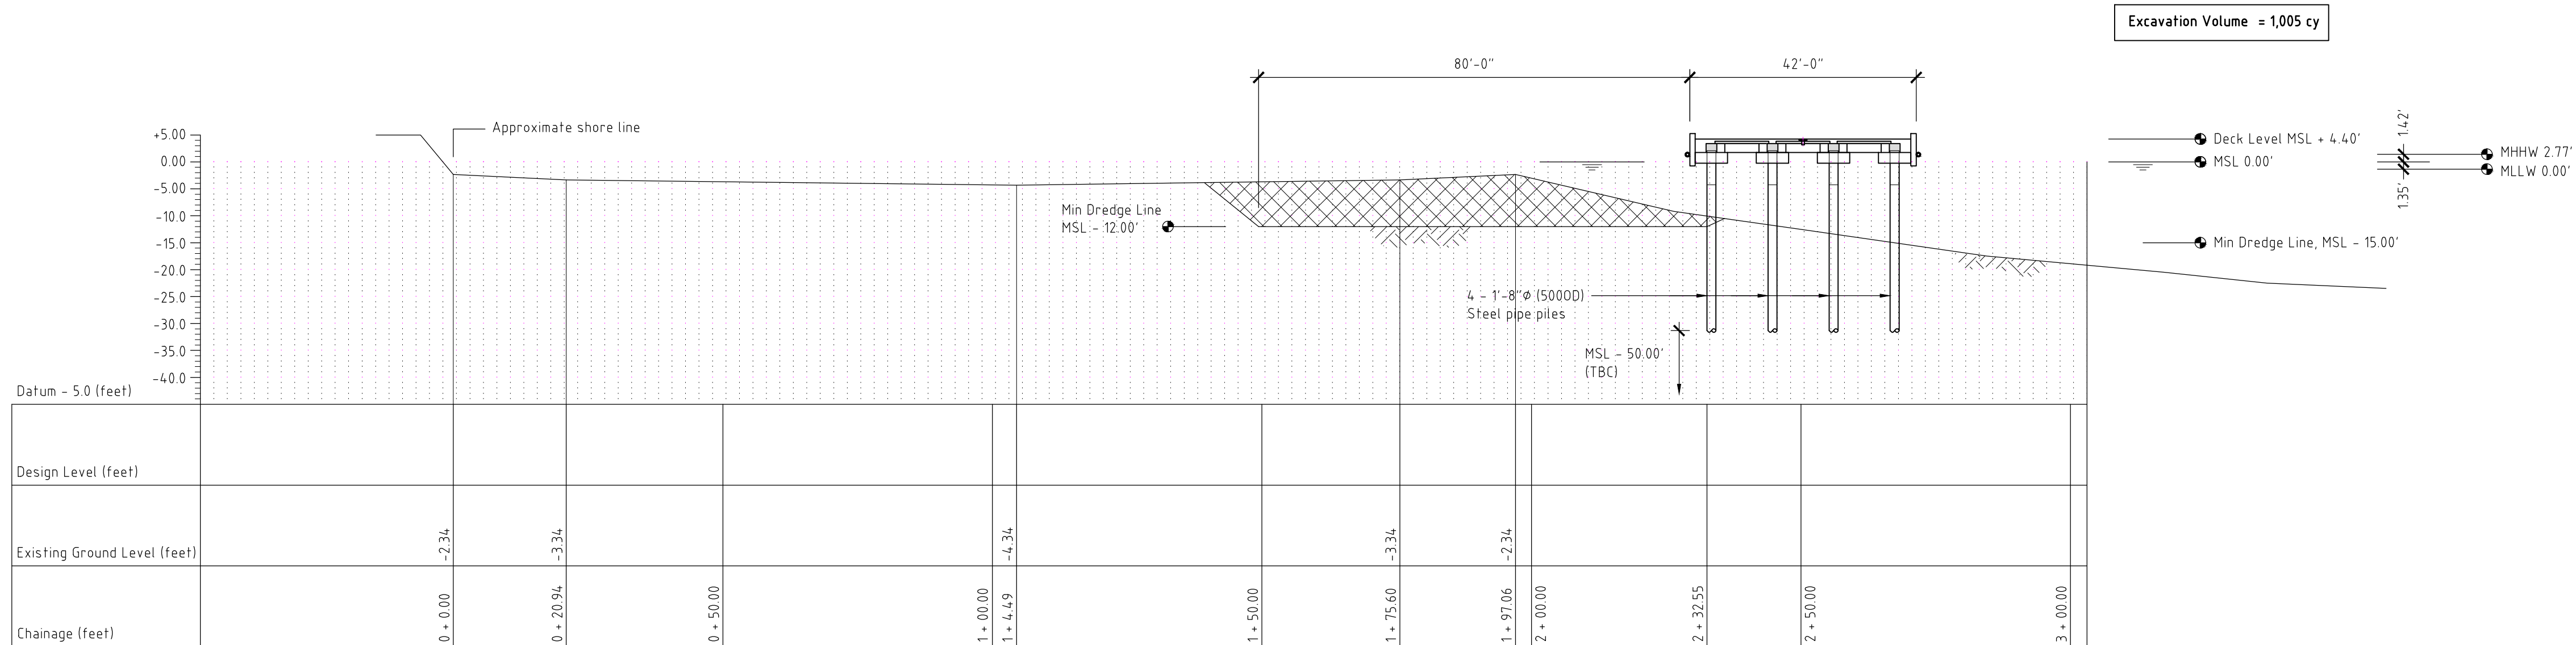 Excavation Volume = 1,005 cy
80'-0"
42'-0"
Approximate shore line
+5.00
0.00
-5.00
-10.0
-15.0
-20.0
-25.0
-30.0
-35.0
-40.0
Min Dredge Line
MSL - 12.00'
4 - 1'-8"Ø (500OD)
Steel pipe piles
MSL - 50.00'
(TBC)
Deck Level MSL + 4.40'
MSL 0.00'
Min Dredge Line, MSL - 15.00'
1.42'
1.35'
MHHW 2.77'
MLLW 0.00'
Datum - 5.0 (feet)
Design Level (feet)
Existing Ground Level (feet)
-2.34
-3.34
-4.34
-3.34
-2.34
Chainage (feet)
0 + 0.00
0 + 20.94
0 + 50.00
1 + 00.00
1 + 4.49
1 + 50.00
1 + 75.60
1 + 97.06
2 + 00.00
2 + 32.55
2 + 50.00
3 + 00.00